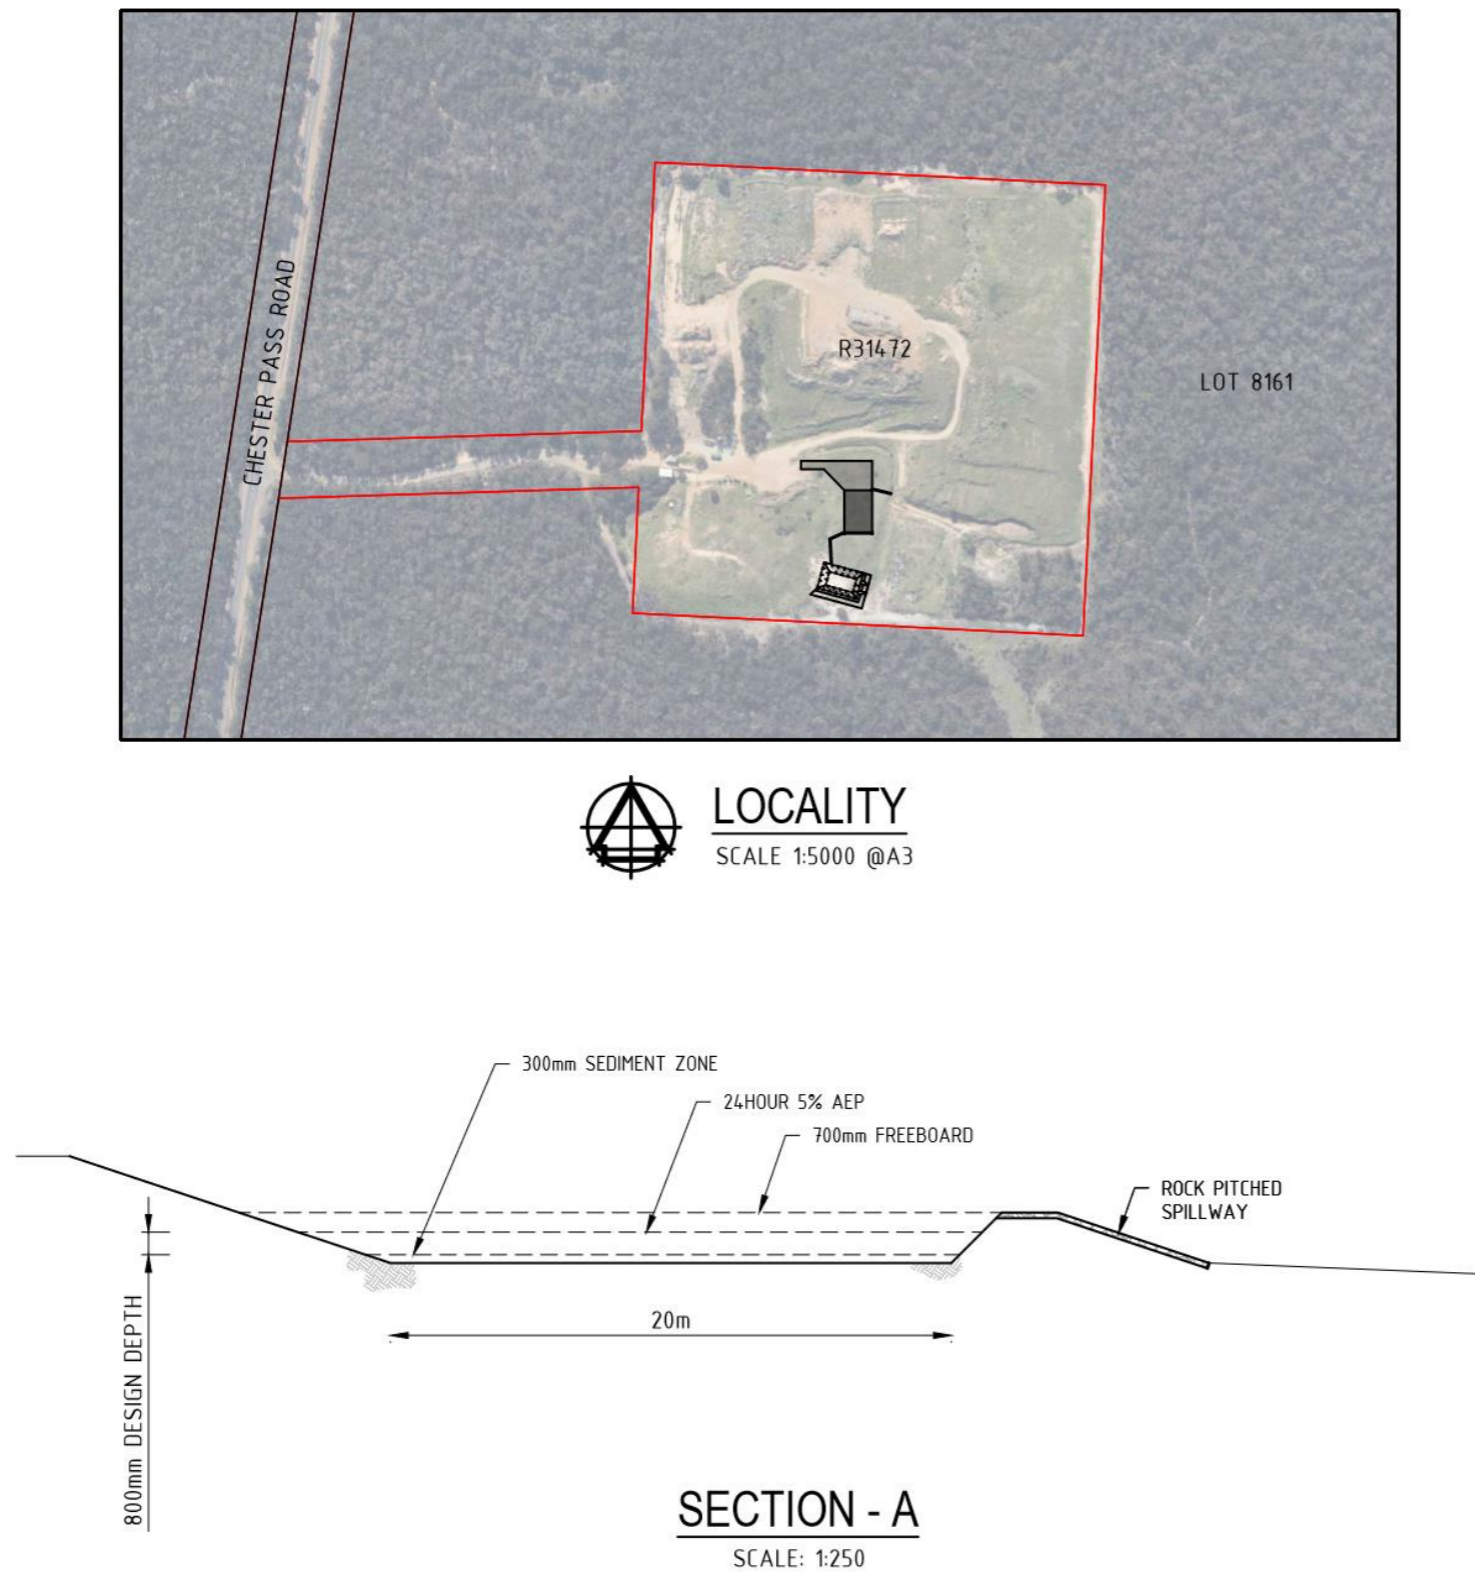 CHESTER PASS ROAD
R31472
LOT 8161
LOCALITY
SCALE 1:5000 @A3
300mm SEDIMENT ZONE
24HOUR 5% AEP
700mm FREEBOARD
ROCK PITCHED
SPILLWAY
800mm DESIGN DEPTH
20m
SECTION - A
SCALE: 1:250